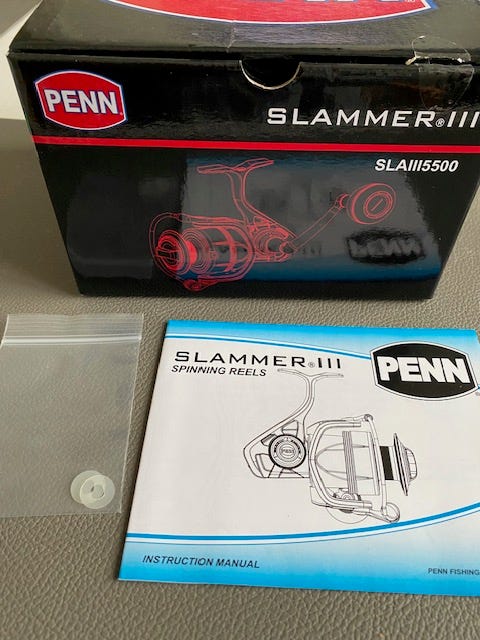 PENN
SLAMMER®III
SLAIII5500
PENN
SLAMMER®III
SPINNING REELS
PENN®
INSTRUCTION MANUAL
PENN FISHING